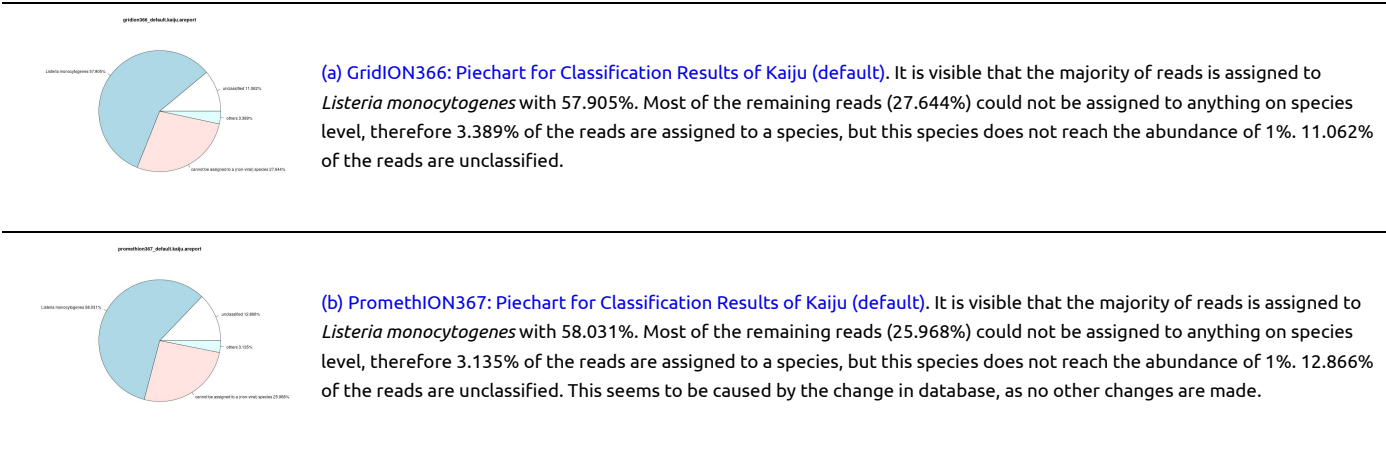 gridion366_default.kaiju.areport
Listeria monocytogenes 57.905%
unclassified 11.062%
others 3.389%
cannot be assigned to a (non-viral) species 27.644%
(a) GridION366: Piechart for Classification Results of Kaiju (default). It is visible that the majority of reads is assigned to
Listeria monocytogenes with 57.905%. Most of the remaining reads (27.644%) could not be assigned to anything on species
level, therefore 3.389% of the reads are assigned to a species, but this species does not reach the abundance of 1%. 11.062%
of the reads are unclassified.
promethion367_default.kaiju.areport
Listeria monocytogenes 58.031%
unclassified 12.866%
others 3.135%
cannot be assigned to a (non-viral) species 25.968%
(b) PromethION367: Piechart for Classification Results of Kaiju (default). It is visible that the majority of reads is assigned to
Listeria monocytogenes with 58.031%. Most of the remaining reads (25.968%) could not be assigned to anything on species
level, therefore 3.135% of the reads are assigned to a species, but this species does not reach the abundance of 1%. 12.866%
of the reads are unclassified. This seems to be caused by the change in database, as no other changes are made.